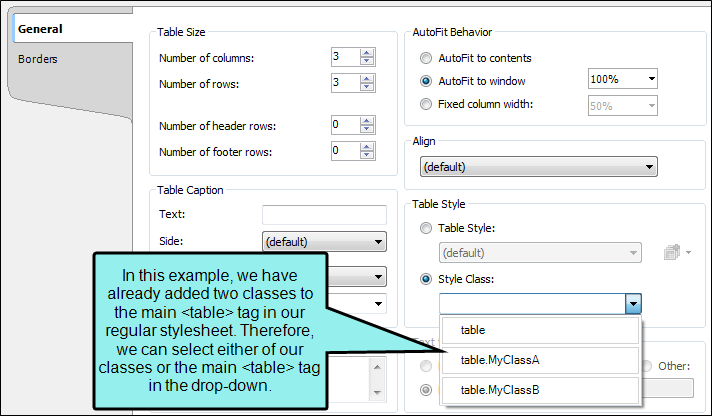 General
Borders
Table Size
Number of columns: 3
Number of rows: 3
Number of header rows: 0
Number of footer rows: 0
Table Caption
Text:
Side: (default)
In this example, we have
already added two classes to
the main <table> tag in our
regular stylesheet. Therefore,
we can select either of our
classes or the main <table> tag
in the drop-down.
AutoFit Behavior
AutoFit to contents
AutoFit to window 100%
Fixed column width: 50%
Align
(default)
Table Style
Table Style:
(default)
Style Class:
table
table.MyClassA
table.MyClassB
Other: